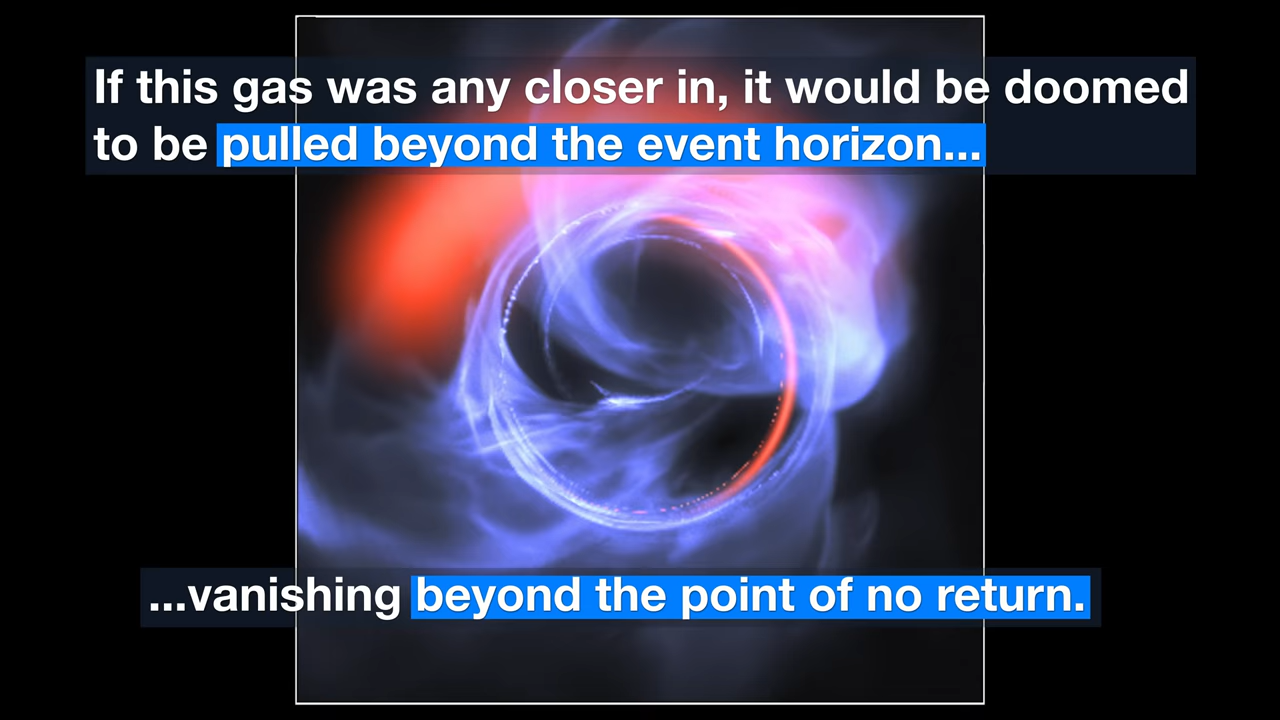 If this gas was any closer in, it would be doomed
to be pulled beyond the event horizon...
...vanishing beyond the point of no return.